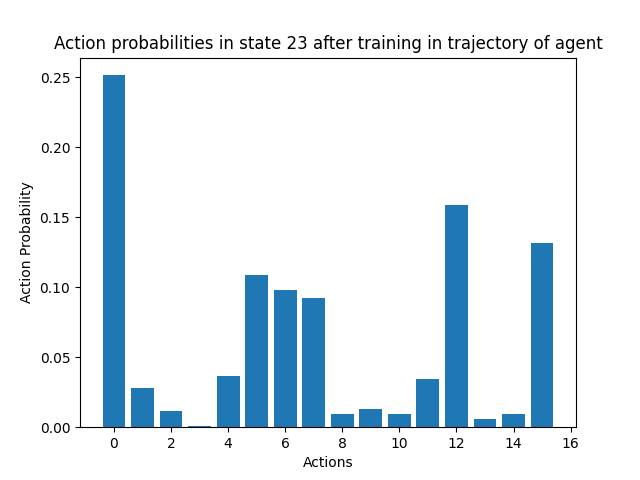 Action probabilities in state 23 after training in trajectory of agent
0.25
0.20
0.15
0.10
0.05
0.00
Action Probability
0 2 4 6 8 10 12 14 16
Actions